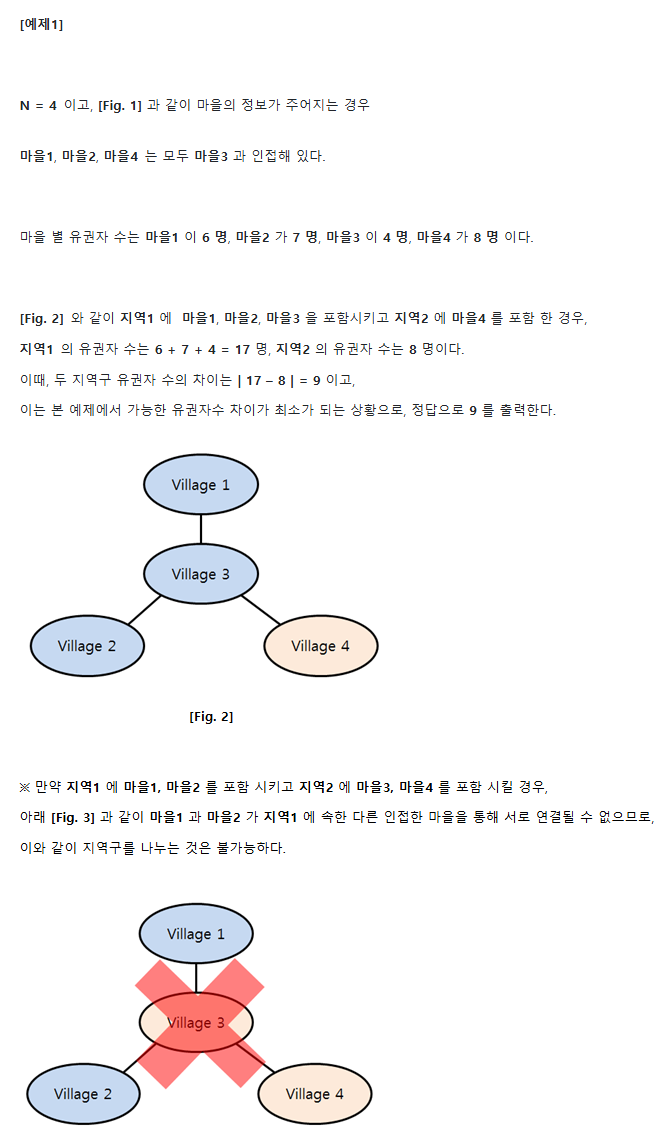 [예제1]
N = 4 이고, [Fig. 1] 과 같이 마을의 정보가 주어지는 경우
마을1, 마을2, 마을4 는 모두 마을3 과 인접해 있다.
마을 별 유권자 수는 마을1 이 6 명, 마을2 가 7 명, 마을3 이 4 명, 마을4 가 8 명 이다.
[Fig. 2] 와 같이 지역1 에 마을1, 마을2, 마을3 을 포함시키고 지역2 에 마을4 를 포함 한 경우,
지역1 의 유권자 수는 6 + 7 + 4 = 17 명, 지역2 의 유권자 수는 8 명이다.
이때, 두 지역구 유권자 수의 차이는 | 17 – 8 | = 9 이고,
이는 본 예제에서 가능한 유권자수 차이가 최소가 되는 상황으로, 정답으로 9 를 출력한다.
Village 1
Village 3
Village 2 Village 4
[Fig. 2]
※ 만약 지역1 에 마을1, 마을2 를 포함 시키고 지역2 에 마을3, 마을4 를 포함 시킬 경우,
아래 [Fig. 3] 과 같이 마을1 과 마을2 가 지역1 에 속한 다른 인접한 마을을 통해 서로 연결될 수 없으므로,
이와 같이 지역구를 나누는 것은 불가능하다.
Village 1
Village 3
Village 2 Village 4